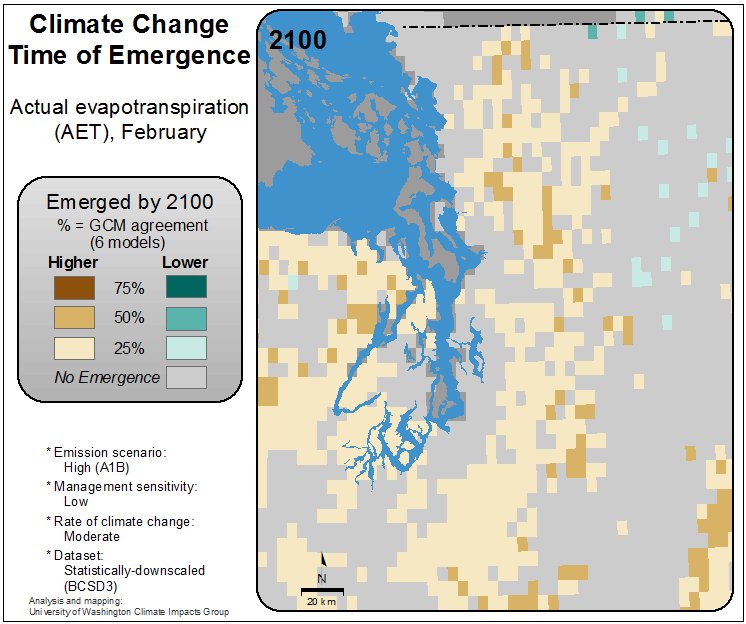 Climate Change
Time of Emergence
Actual evapotranspiration
(AET), February
Emerged by 2100
% = GCM agreement
(6 models)
Higher Lower
75%
50%
25%
No Emergence
* Emission scenario:
High (A1B)
* Management sensitivity:
Low
* Rate of climate change:
Moderate
* Dataset:
Statistically-downscaled
(BCSD3)
Analysis and mapping:
University of Washington Climate Impacts Group
2100
N
20 km